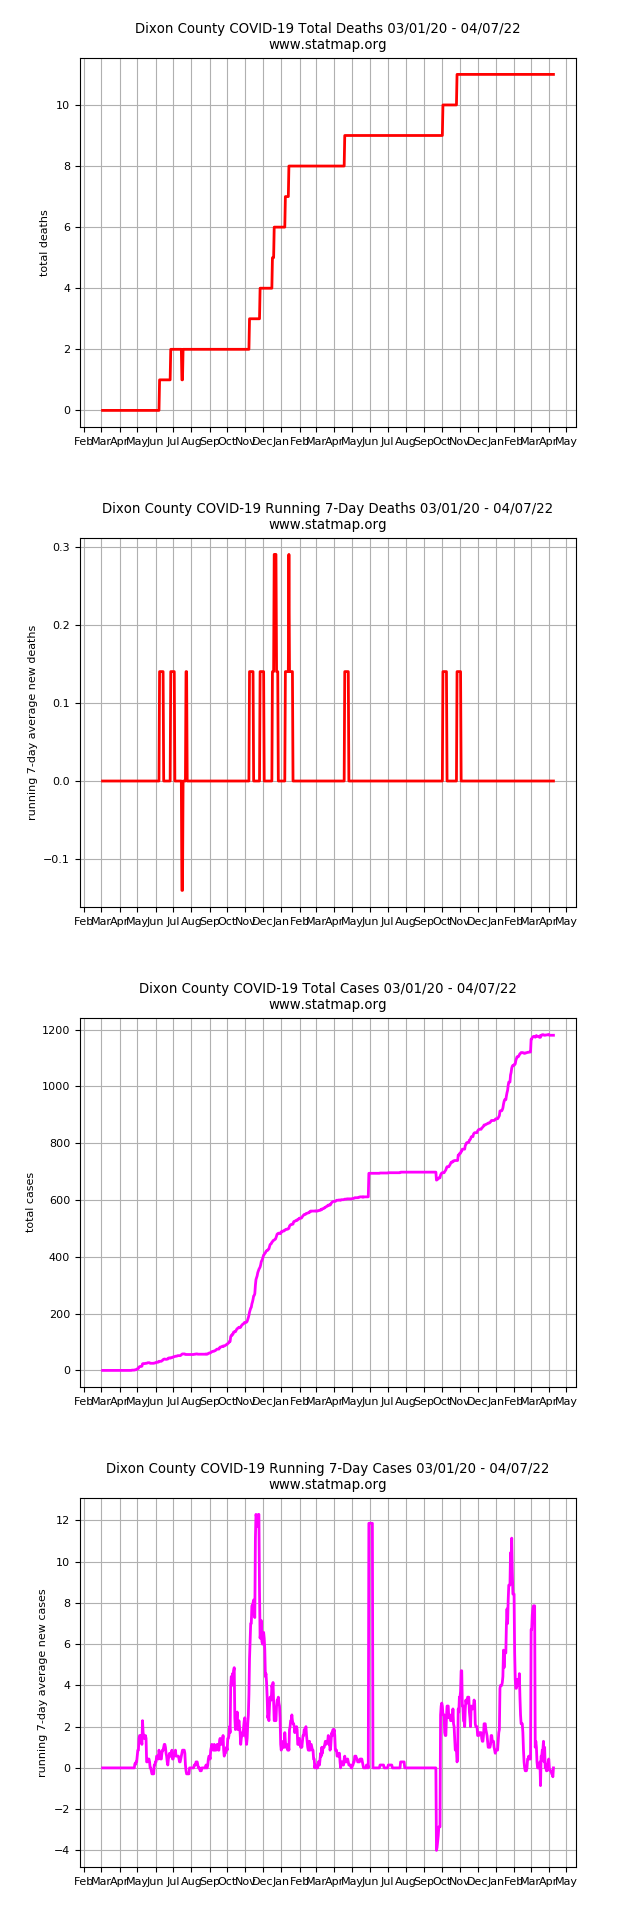 Dixon County COVID-19 Total Deaths 03/01/20 - 04/07/22
www.statmap.org
total deaths
10
8
6
4
2
0
Feb Mar Apr May Jun Jul Aug Sep Oct Nov Dec Jan Feb Mar Apr May Jun Jul Aug Sep Oct Nov Dec Jan Feb Mar Apr May
Dixon County COVID-19 Running 7-Day Deaths 03/01/20 - 04/07/22
www.statmap.org
running 7-day average new deaths
0.3
0.2
0.1
0.0
−0.1
Feb Mar Apr May Jun Jul Aug Sep Oct Nov Dec Jan Feb Mar Apr May Jun Jul Aug Sep Oct Nov Dec Jan Feb Mar Apr May
Dixon County COVID-19 Total Cases 03/01/20 - 04/07/22
www.statmap.org
total cases
1200
1000
800
600
400
200
0
Feb Mar Apr May Jun Jul Aug Sep Oct Nov Dec Jan Feb Mar Apr May Jun Jul Aug Sep Oct Nov Dec Jan Feb Mar Apr May
Dixon County COVID-19 Running 7-Day Cases 03/01/20 - 04/07/22
www.statmap.org
running 7-day average new cases
12
10
8
6
4
2
0
−2
−4
Feb Mar Apr May Jun Jul Aug Sep Oct Nov Dec Jan Feb Mar Apr May Jun Jul Aug Sep Oct Nov Dec Jan Feb Mar Apr May